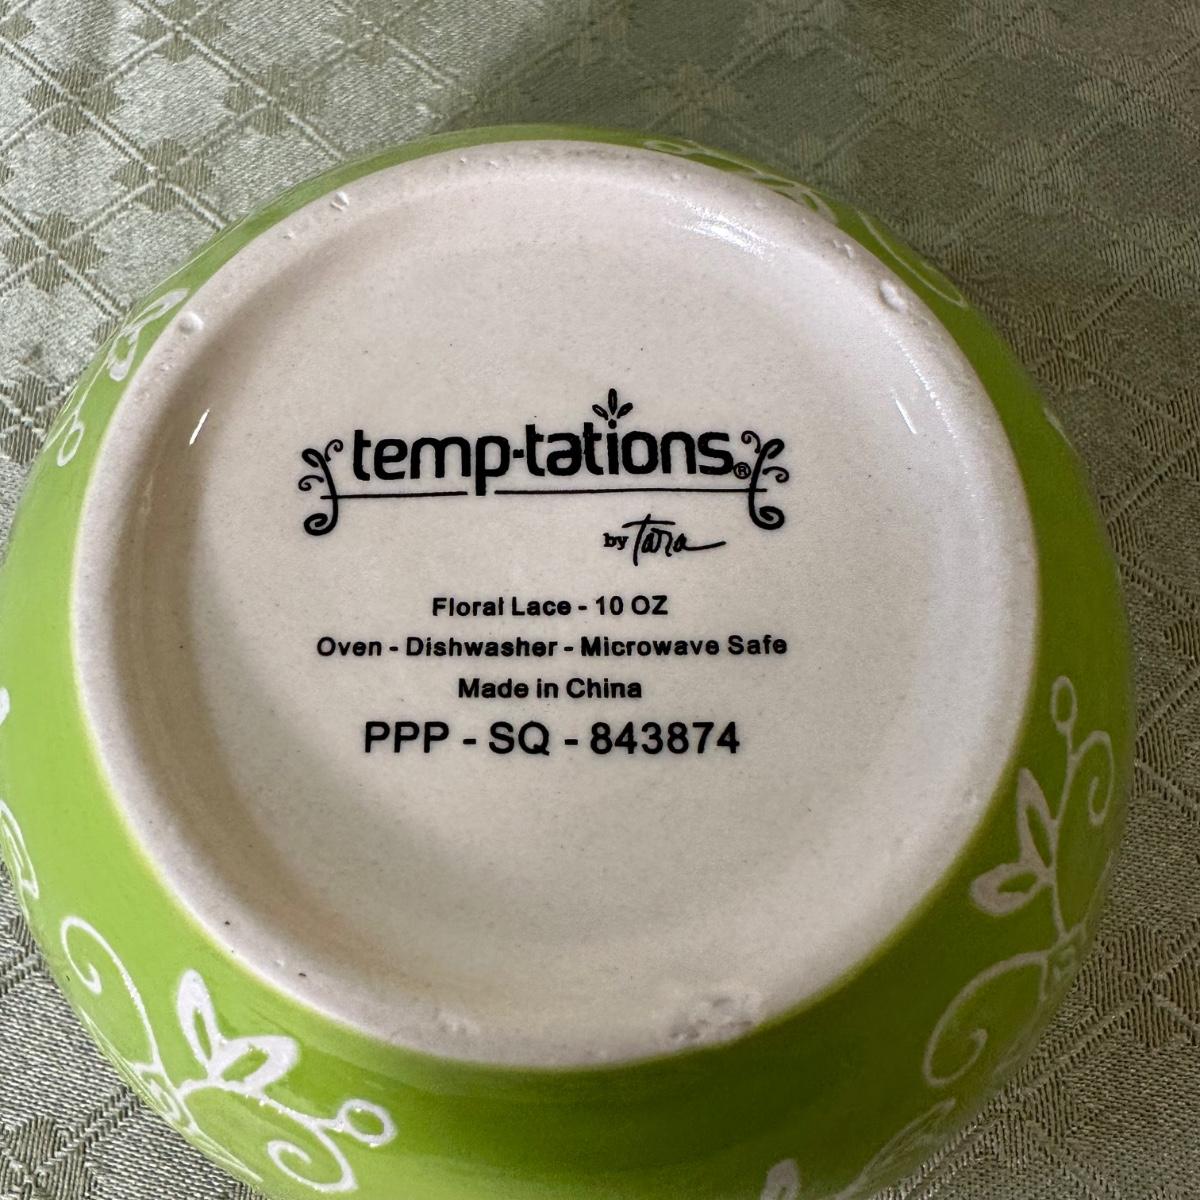 temp-tations®
by Tara
Floral Lace - 10 OZ
Oven - Dishwasher - Microwave Safe
Made in China
PPP - SQ - 843874